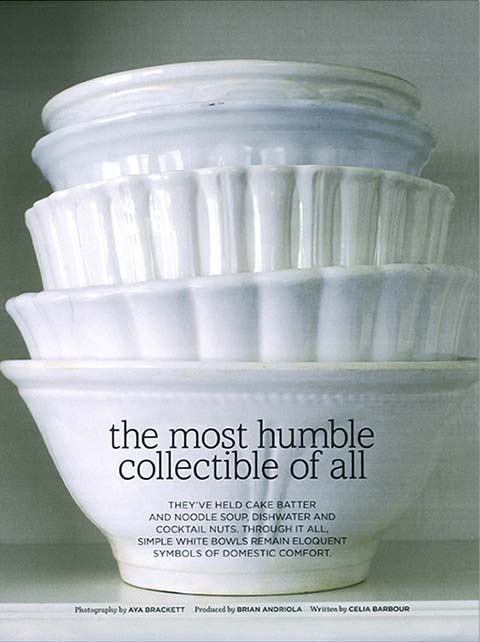 the most humble
collectible of all
THEY'VE HELD CAKE BATTER
AND NOODLE SOUP, DISHWATER AND
COCKTAIL NUTS. THROUGH IT ALL,
SIMPLE WHITE BOWLS REMAIN ELOQUENT
SYMBOLS OF DOMESTIC COMFORT.
Photography by AYA BRACKETT Produced by BRIAN ANDRIOLA Written by CELIA BARBOUR